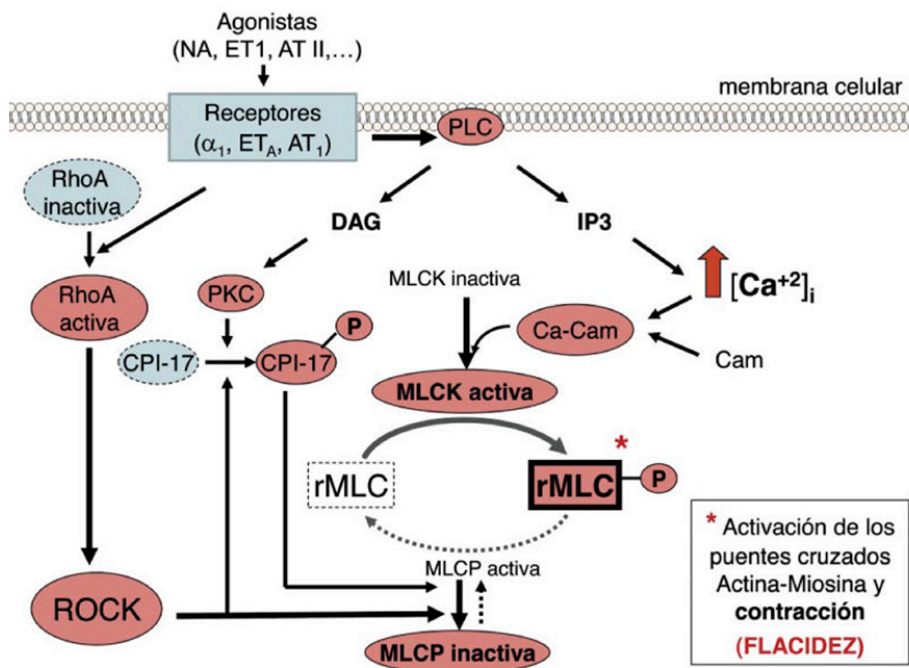 Agonistas
(NA, ET1, AT II,...)
membrana celular
Receptores
(α₁, ETA, AT₁)
PLC
RhoA
inactiva
DAG
IP3
RhoA
activa
PKC
MLCK inactiva
[Ca⁺²]i
P
CPI-17
CPI-17
Ca-Cam
Cam
MLCK activa
*
rMLC
rMLC
P
MLCP activa
ROCK
MLCP inactiva
* Activación de los
puentes cruzados
Actina-Miosina y
contracción
(FLACIDEZ)